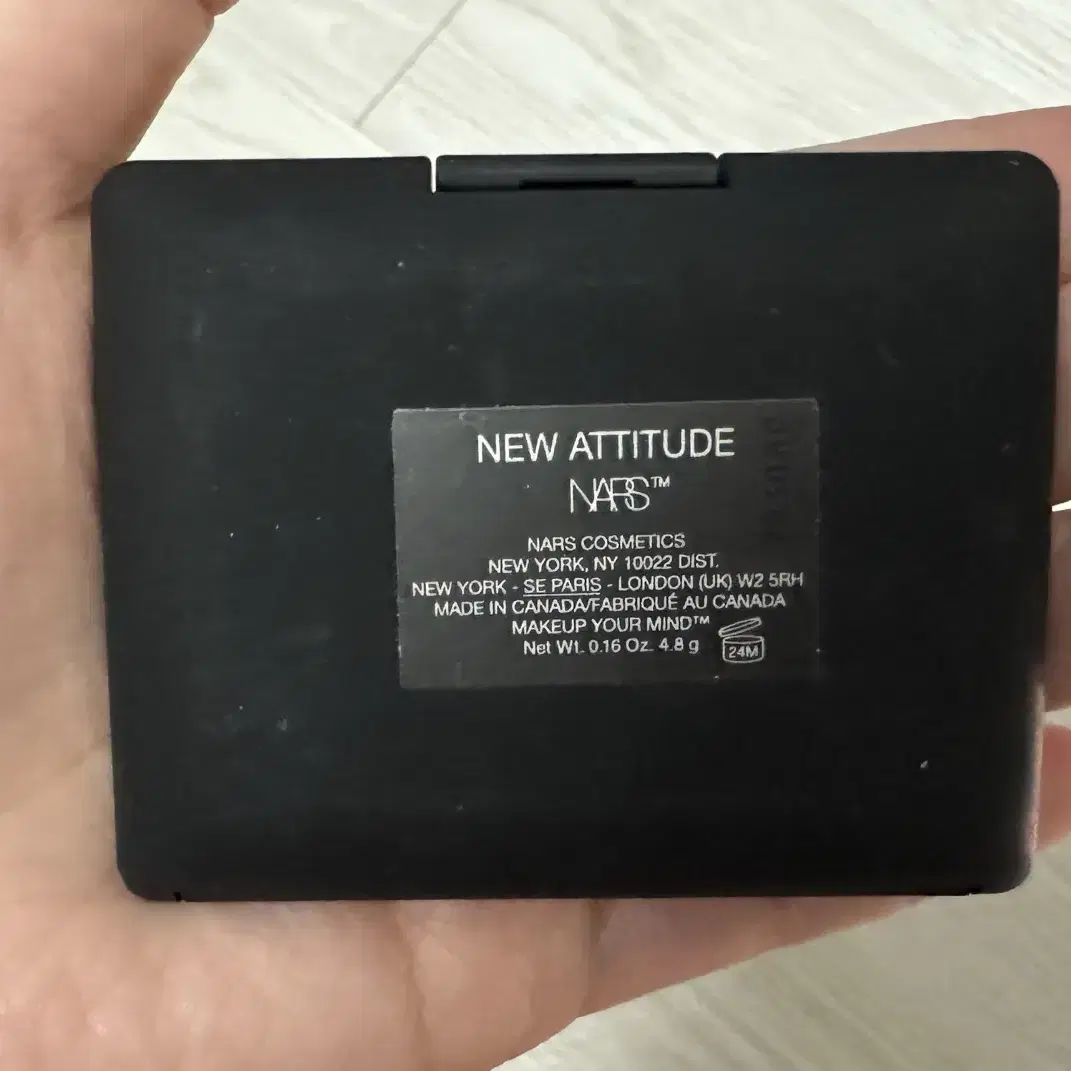 NEW ATTITUDE
NARS™
NARS COSMETICS
NEW YORK, NY 10022 DIST.
NEW YORK - SE PARIS - LONDON (UK) W2 5RH
MADE IN CANADA/FABRIQUÉ AU CANADA
MAKEUP YOUR MIND™
Net Wt. 0.16 Oz. 4.8 g
24M